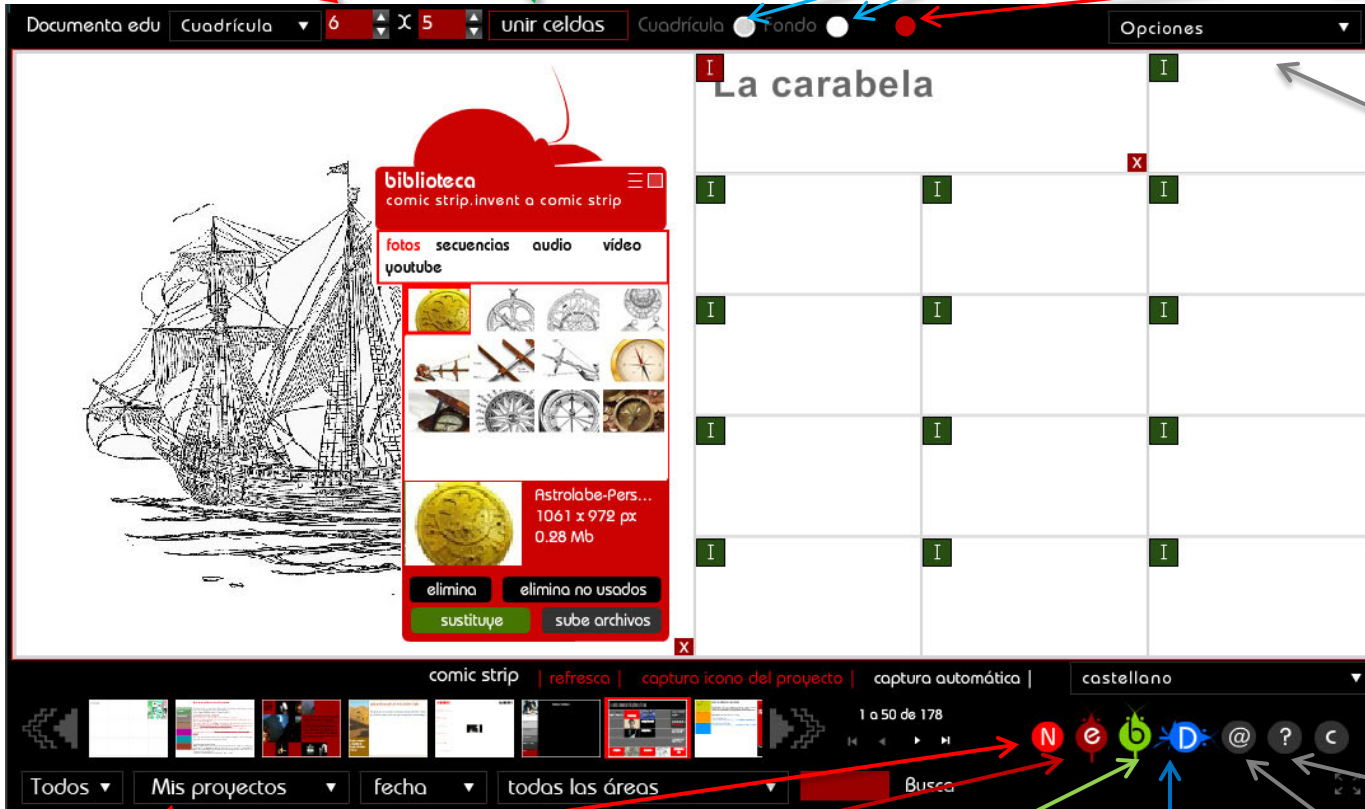 Documenta edu Cuadrícula 6 X 5 unir celdas Cuadrícula Fondo Opciones
La carabela
biblioteca
comic strip.invent a comic strip
fotos secuencias audio vídeo
youtube
Astrolabe-Pers...
1061 x 972 px
0.28 Mb
elimina elimina no usados
sustituye sube archivos
X
X
I
I
I
I
I
I
I
I
I
I
I
I
I
I
comic strip | refresca | captura icono del proyecto | captura automática | castellano
1 a 50 de 178
N e b D @ ? c
Todos Mis proyectos fecha todas las áreas Busca